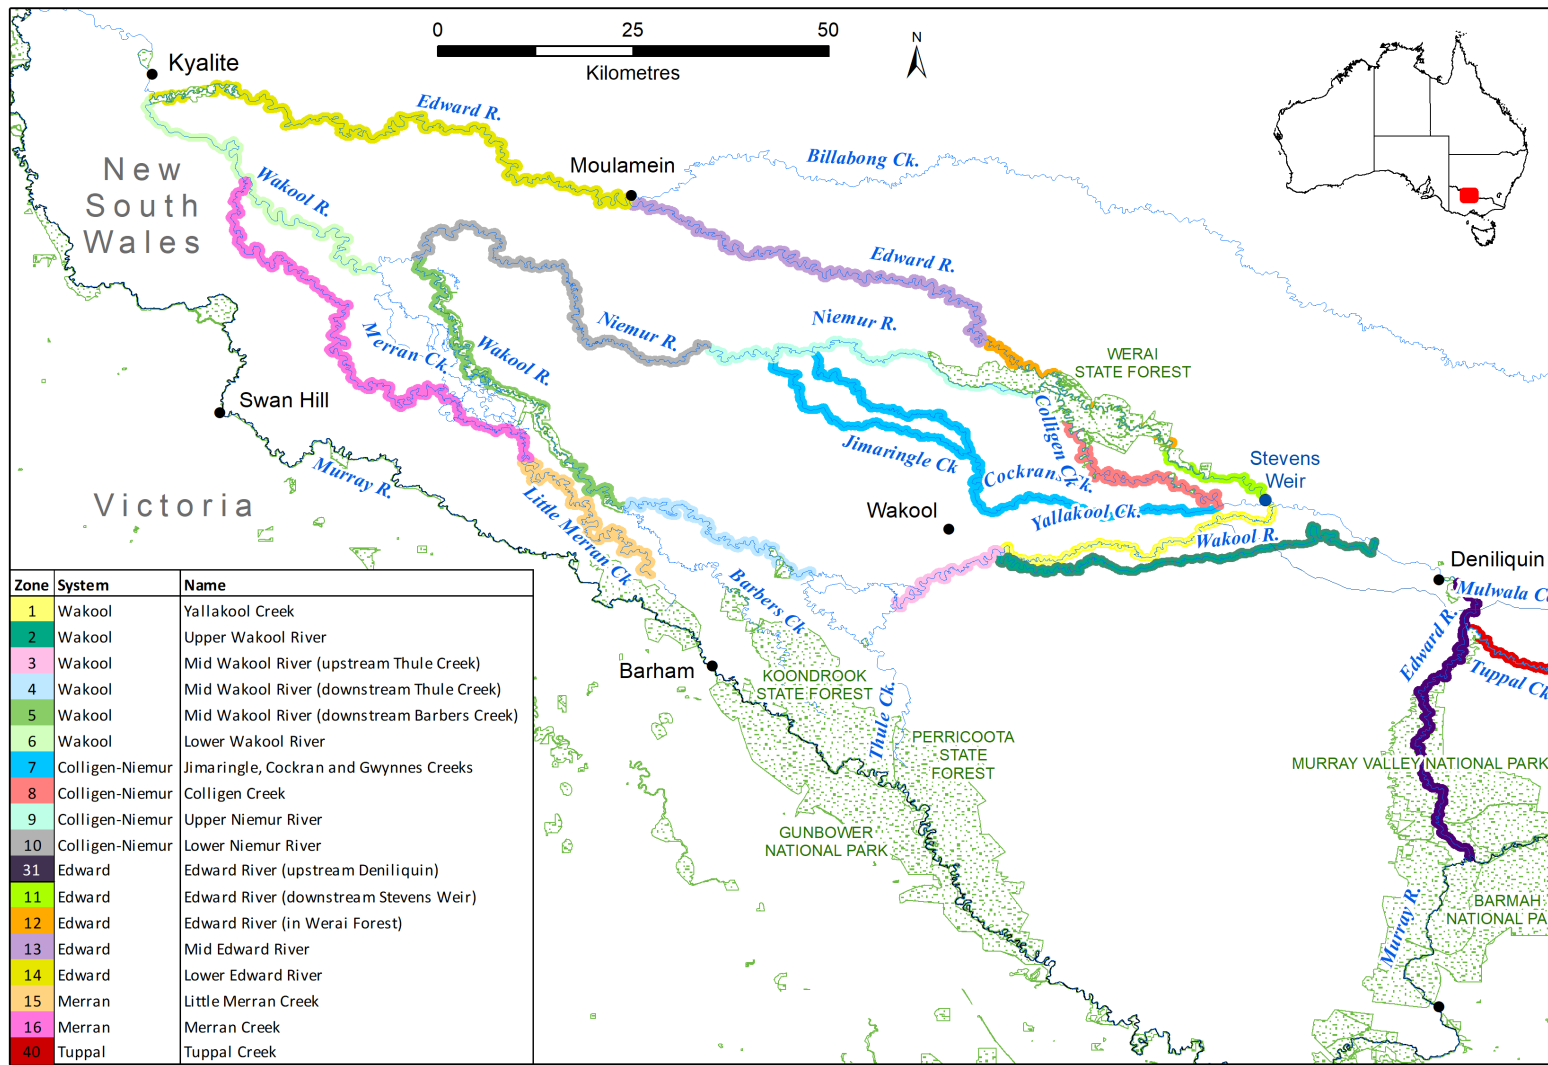 0 25 50
Kilometres
N
Kyalite
Edward R.
Moulamein
Billabong Ck.
New
South
Wales
Wakool R.
Edward R.
Niemur R.
Niemur R.
Merran Ck.
Wakool R.
WERAI
STATE FOREST
Swan Hill
Colligen Ck.
Jimaringle Ck
Cockrans Ck.
Stevens
Weir
Murray R.
Victoria
Little Merran Ck
Wakool
Yallakool Ck.
Wakool R.
Deniliquin
Mulwala C
Barbers Ck
Edward R.
Tuppal Ck
Barham
KOONDROOK
STATE FOREST
Thule Ck.
PERRICOOTA
STATE
FOREST
MURRAY VALLEY NATIONAL PARK
GUNBOWER
NATIONAL PARK
BARMAH
NATIONAL PA
Murray R.
Zone System Name
1 Wakool Yallakool Creek
2 Wakool Upper Wakool River
3 Wakool Mid Wakool River (upstream Thule Creek)
4 Wakool Mid Wakool River (downstream Thule Creek)
5 Wakool Mid Wakool River (downstream Barbers Creek)
6 Wakool Lower Wakool River
7 Colligen-Niemur Jimaringle, Cockran and Gwynnes Creeks
8 Colligen-Niemur Colligen Creek
9 Colligen-Niemur Upper Niemur River
10 Colligen-Niemur Lower Niemur River
31 Edward Edward River (upstream Deniliquin)
11 Edward Edward River (downstream Stevens Weir)
12 Edward Edward River (in Werai Forest)
13 Edward Mid Edward River
14 Edward Lower Edward River
15 Merran Little Merran Creek
16 Merran Merran Creek
40 Tuppal Tuppal Creek